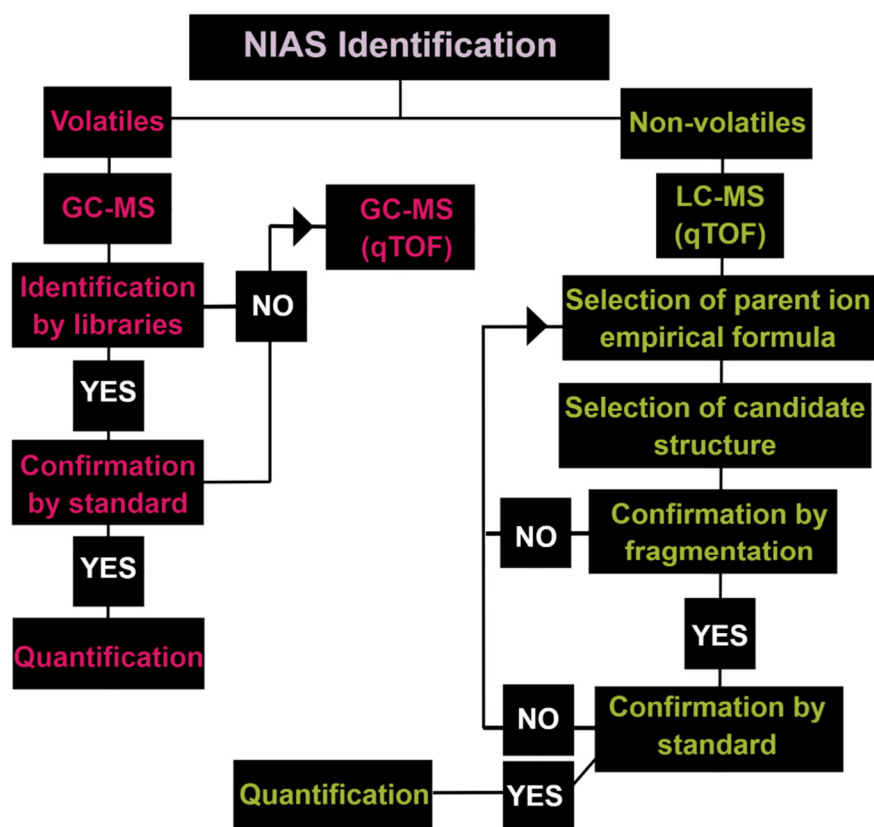 NIAS Identification
Volatiles
GC-MS
Identification
by libraries
NO
GC-MS
(qTOF)
YES
Confirmation
by standard
YES
Quantification
Non-volatiles
LC-MS
(qTOF)
Selection of parent ion
empirical formula
Selection of candidate
structure
Confirmation by
fragmentation
NO
YES
Confirmation by
standard
NO
YES
Quantification